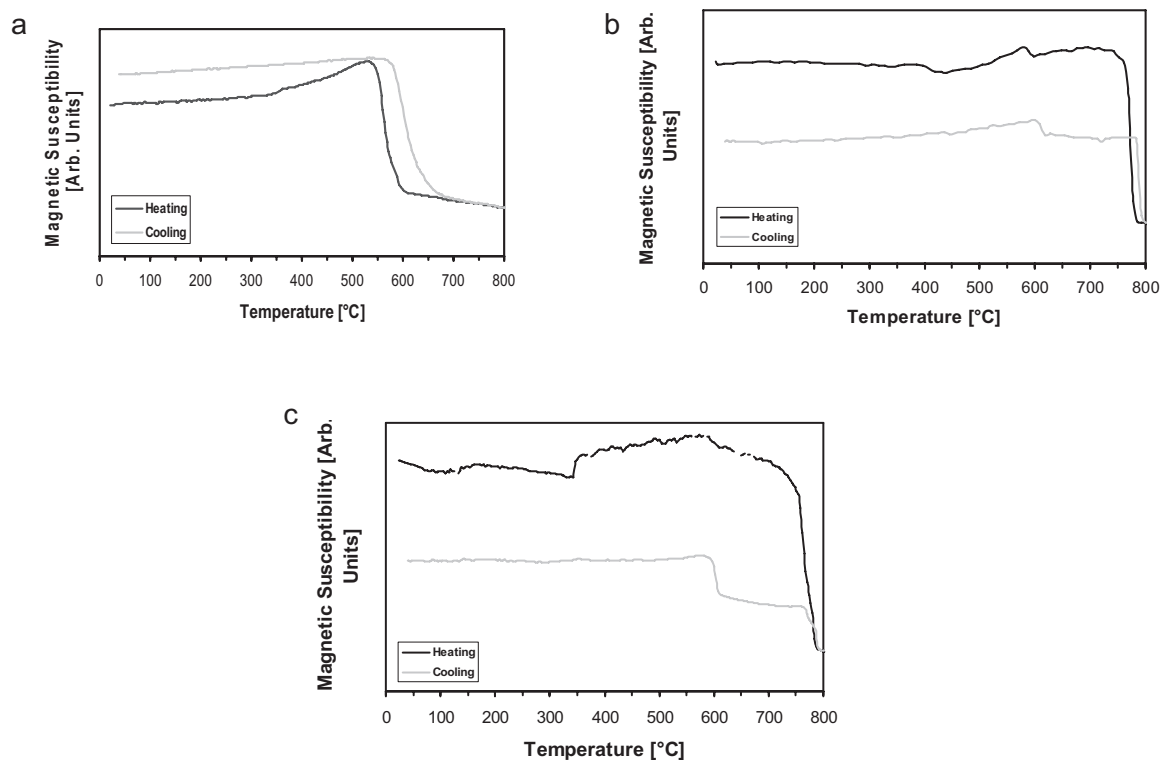 a
Magnetic Susceptibility
[Arb. Units]
Heating
Cooling
0 100 200 300 400 500 600 700 800
Temperature [°C]
b
Magnetic Susceptibility [Arb.
Units]
Heating
Cooling
0 100 200 300 400 500 600 700 800
Temperature [°C]
c
Magnetic Susceptibility [Arb.
Units]
Heating
Cooling
0 100 200 300 400 500 600 700 800
Temperature [°C]